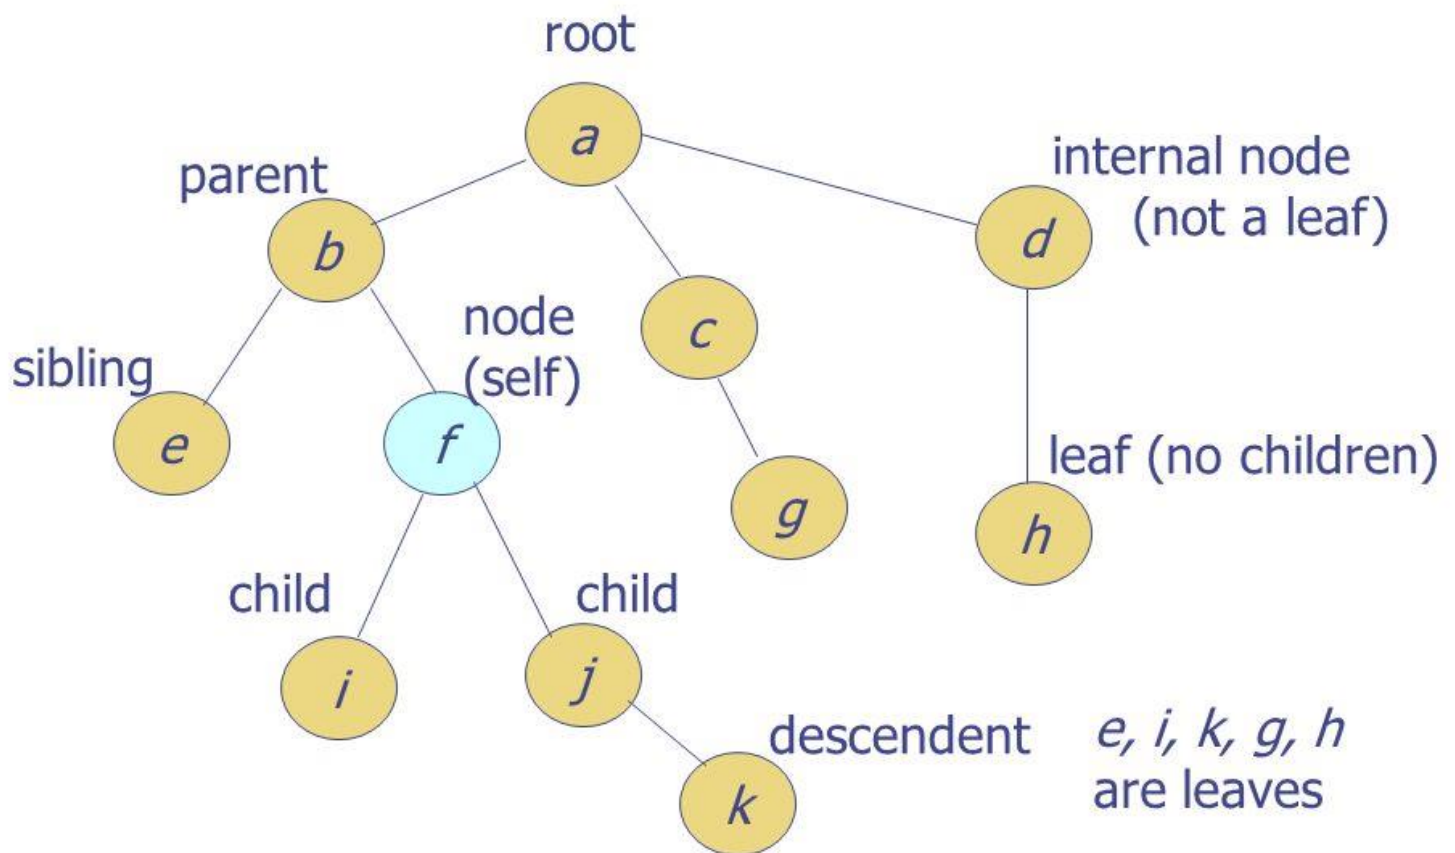 root
a
parent
internal node
(not a leaf)
b
d
node
(self)
c
sibling
e
f
leaf (no children)
g
h
child
child
i
j
descendent
e, i, k, g, h
are leaves
k